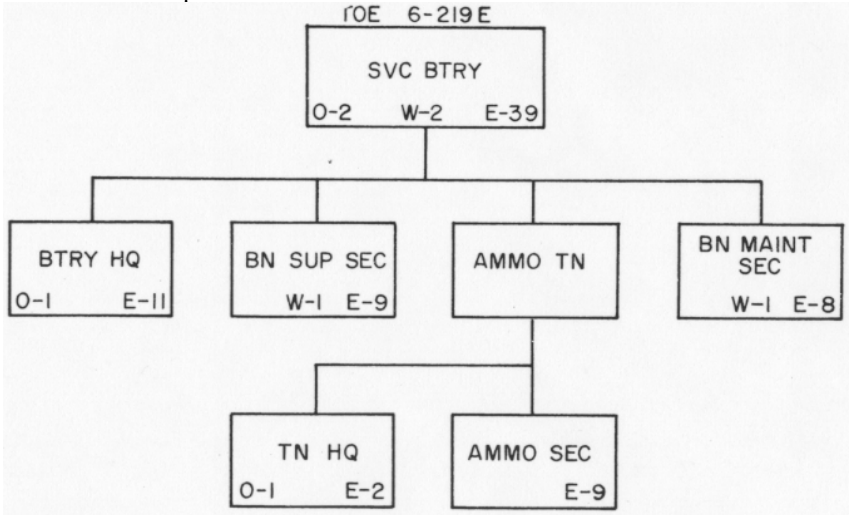 TOE 6-219E
SVC BTRY
O-2 W-2 E-39
BTRY HQ
O-1 E-11
BN SUP SEC
W-1 E-9
AMMO TN
BN MAINT
SEC
W-1 E-8
TN HQ
O-1 E-2
AMMO SEC
E-9